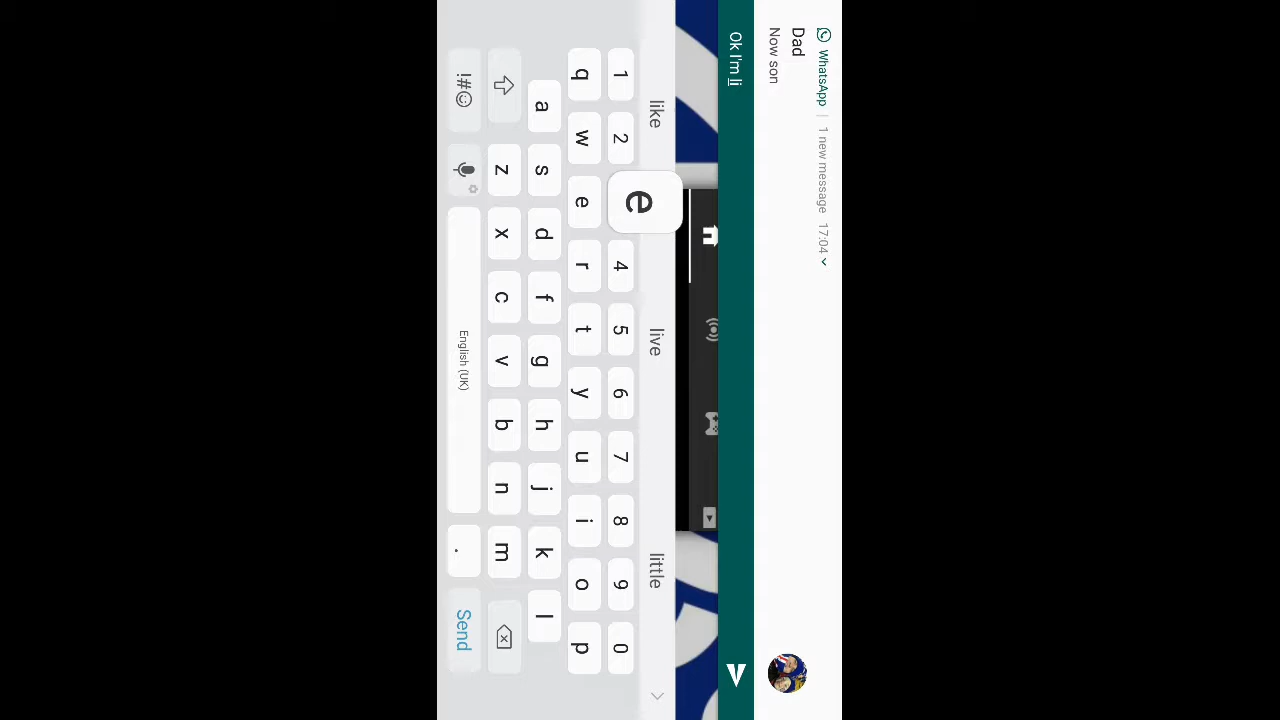 WhatsApp | 1 new message 17:04
Dad
Now son
Ok I'm li
like live little
1 2 4 5 6 7 8 9 0
e
q w e r t y u i o p
a s d f g h j k l
z x c v b n m
!#☺ English (UK) . Send